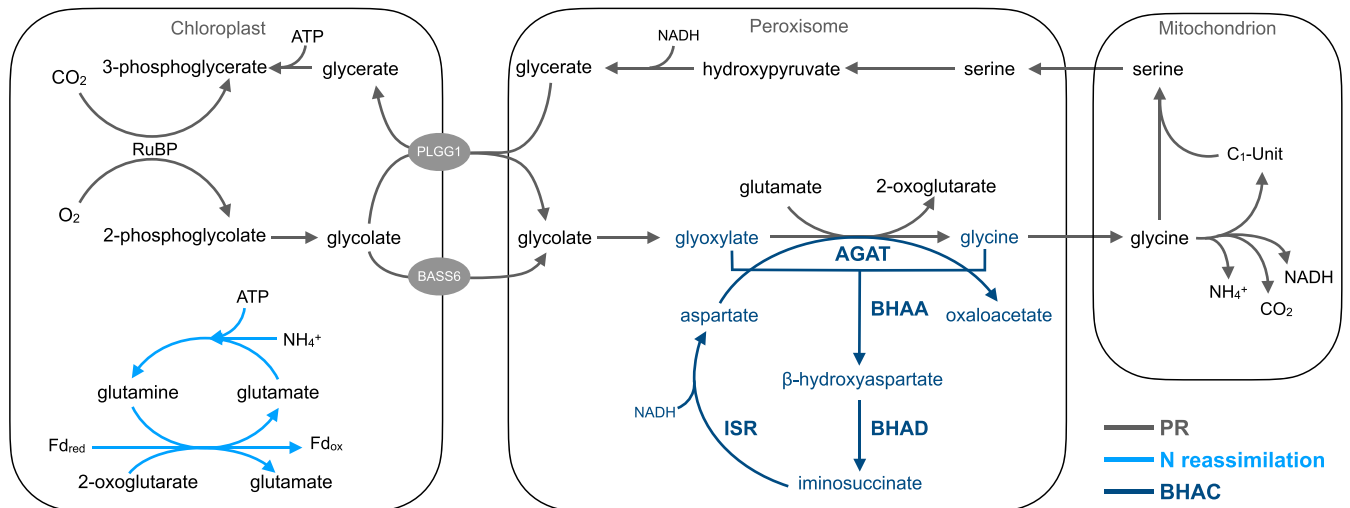 Chloroplast
Peroxisome
Mitochondrion
ATP
NADH
CO₂
3-phosphoglycerate
glycerate
glycerate
hydroxypyruvate
serine
serine
RuBP
PLGG1
C₁-Unit
O₂
2-phosphoglycolate
glycolate
glycolate
glutamate
2-oxoglutarate
glyoxylate
glycine
glycine
AGAT
BASS6
NH₄⁺
CO₂
NADH
ATP
NH₄⁺
aspartate
BHAA
oxaloacetate
glutamine
glutamate
β-hydroxyaspartate
NADH
ISR
BHAD
Fdred
Fdox
2-oxoglutarate
glutamate
iminosuccinate
PR
N reassimilation
BHAC